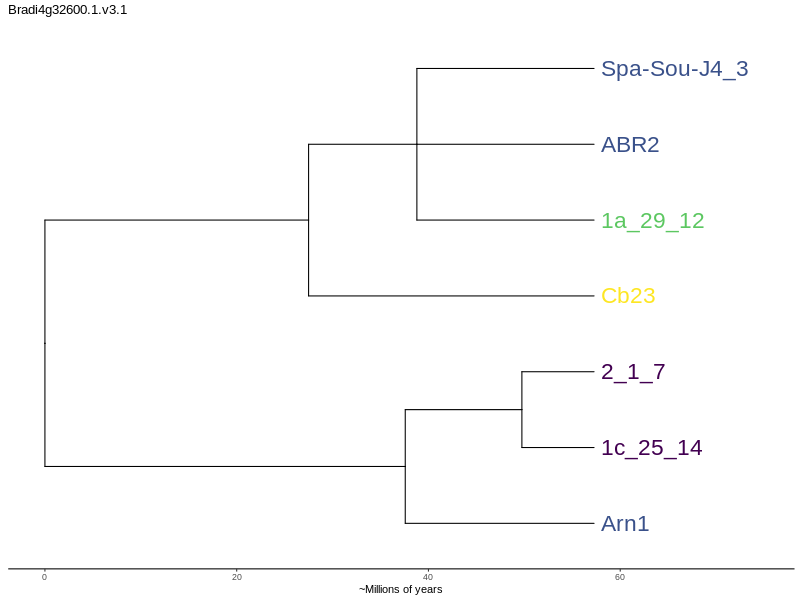 Bradi4g32600.1.v3.1
Spa-Sou-J4_3
ABR2
1a_29_12
Cb23
2_1_7
1c_25_14
Arn1
0 20 40 60
~Millions of years